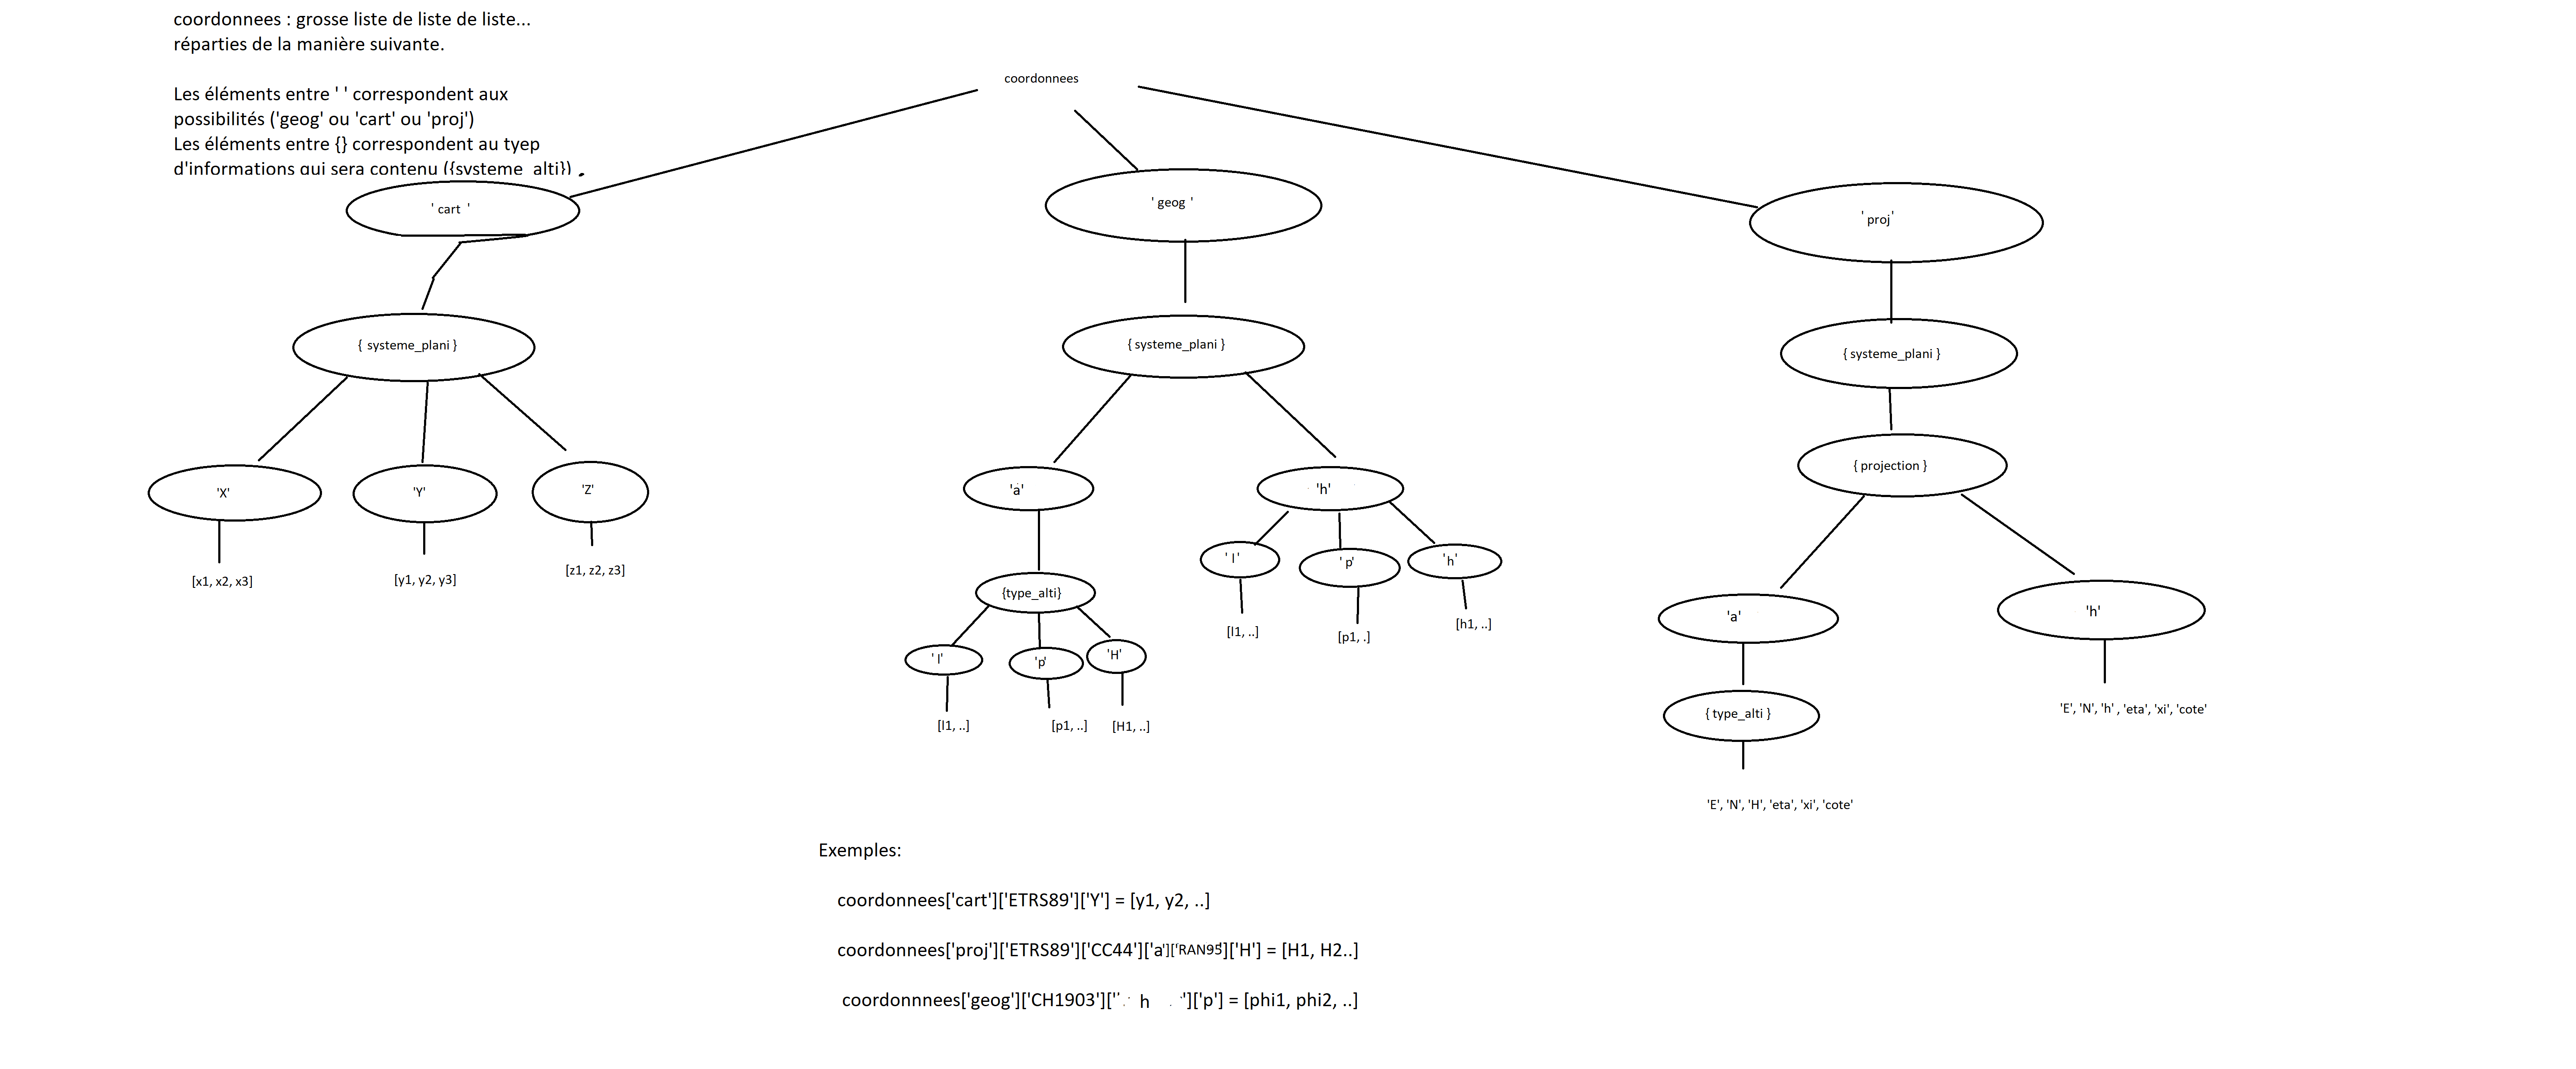 coordonnees : grosse liste de liste de liste...
réparties de la manière suivante.
Les éléments entre ' ' correspondent aux
possibilités ('geog' ou 'cart' ou 'proj')
Les éléments entre {} correspondent au tyep
d'informations qui sera contenu ({systeme_alti})
coordonnees
' cart '
' geog '
' proj'
{ systeme_plani }
{ systeme_plani }
{ systeme_plani }
{ projection }
'X'
'Y'
'Z'
[x1, x2, x3]
[y1, y2, y3]
[z1, z2, z3]
'a'
'h'
' l'
' p'
'h'
[l1, ..]
[p1, .]
[h1, ..]
{type_alti}
' l'
'p'
'H'
[l1, ..]
[p1, ..]
[H1, ..]
'a'
'h'
{ type_alti }
'E', 'N', 'h' , 'eta', 'xi', 'cote'
'E', 'N', 'H', 'eta', 'xi', 'cote'
Exemples:
coordonnees['cart']['ETRS89']['Y'] = [y1, y2, ..]
coordonnees['proj']['ETRS89']['CC44']['a']['RAN95']['H'] = [H1, H2..]
coordonnnees['geog']['CH1903'][' h ']['p'] = [phi1, phi2, ..]